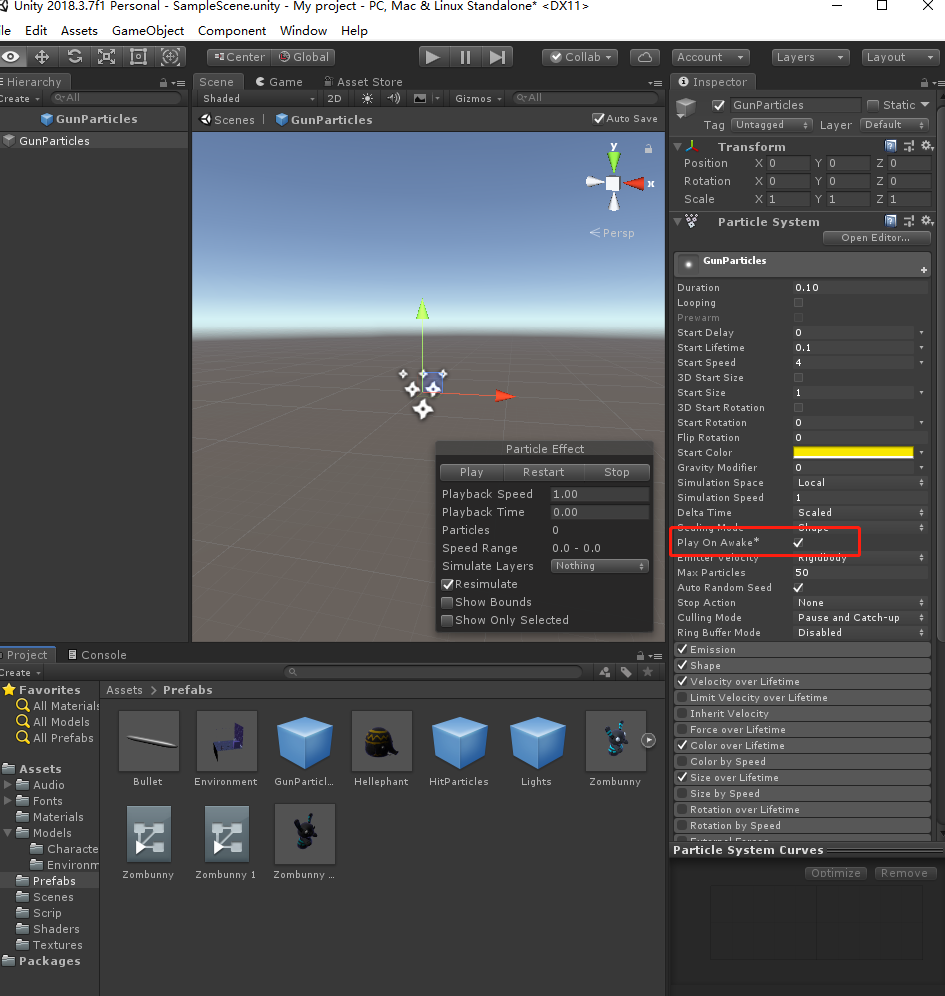 Unity 2018.3.7f1 Personal - SampleScene.unity - My project - PC, Mac & Linux Standalone* <DX11>
le Edit Assets GameObject Component Window Help
Center Global Collab Account Layers Layout
Hierarchy
Create All
GunParticles
GunParticles
Scene Game Asset Store
Shaded 2D Gizmos All
Scenes GunParticles Auto Save
y
x
Persp
Particle Effect
Play Restart Stop
Playback Speed 1.00
Playback Time 0.00
Particles 0
Speed Range 0.0 - 0.0
Simulate Layers Nothing
Resimulate
Show Bounds
Show Only Selected
Inspector
GunParticles Static
Tag Untagged Layer Default
Transform
Position X 0 Y 0 Z 0
Rotation X 0 Y 0 Z 0
Scale X 1 Y 1 Z 1
Particle System
Open Editor...
GunParticles
Duration 0.10
Looping
Prewarm
Start Delay 0
Start Lifetime 0.1
Start Speed 4
3D Start Size
Start Size 1
3D Start Rotation
Start Rotation 0
Flip Rotation 0
Start Color
Gravity Modifier 0
Simulation Space Local
Simulation Speed 1
Delta Time Scaled
Scaling Mode Shape
Play On Awake*
Emitter Velocity Rigidbody
Max Particles 50
Auto Random Seed
Stop Action None
Culling Mode Pause and Catch-up
Ring Buffer Mode Disabled
Emission
Shape
Velocity over Lifetime
Limit Velocity over Lifetime
Inherit Velocity
Force over Lifetime
Color over Lifetime
Color by Speed
Size over Lifetime
Size by Speed
Rotation over Lifetime
Rotation by Speed
External Forces
Particle System Curves
Optimize Remove
Project Console
Create
Favorites
All Materials
All Models
All Prefabs
Assets
Audio
Fonts
Materials
Models
Characte
Environm
Prefabs
Scenes
Scrip
Shaders
Textures
Packages
Assets > Prefabs
Bullet Environment GunParticl... Hellephant HitParticles Lights Zombunny
Zombunny Zombunny 1 Zombunny ...